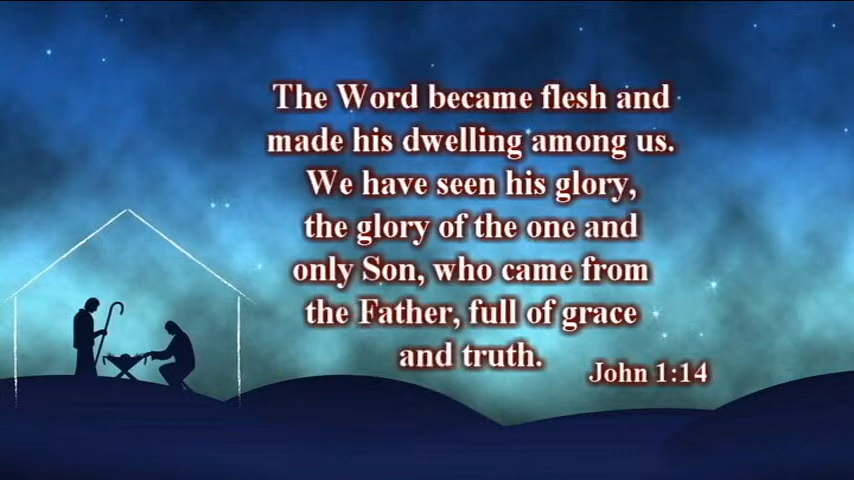 The Word became flesh and
made his dwelling among us.
We have seen his glory,
the glory of the one and
only Son, who came from
the Father, full of grace
and truth.
John 1:14